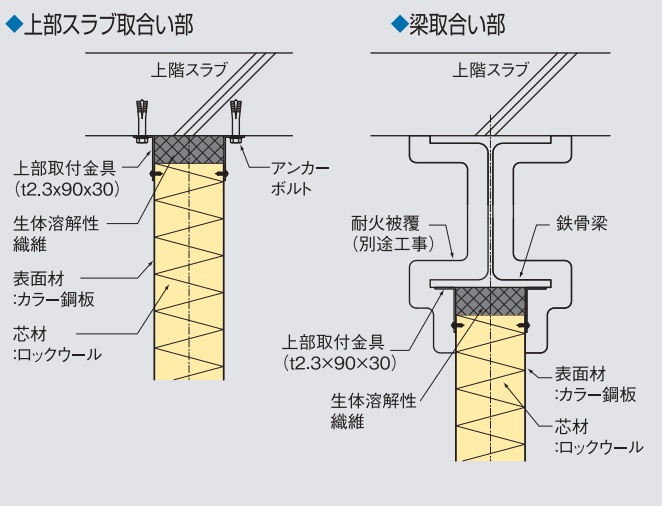 ◆上部スラブ取合い部
上階スラブ
上部取付金具
(t2.3x90x30)
アンカー
ボルト
生体溶解性
繊維
表面材
:カラー鋼板
芯材
:ロックウール
◆梁取合い部
上階スラブ
耐火被覆
(別途工事)
鉄骨梁
上部取付金具
(t2.3×90×30)
生体溶解性
繊維
表面材
:カラー鋼板
芯材
:ロックウール